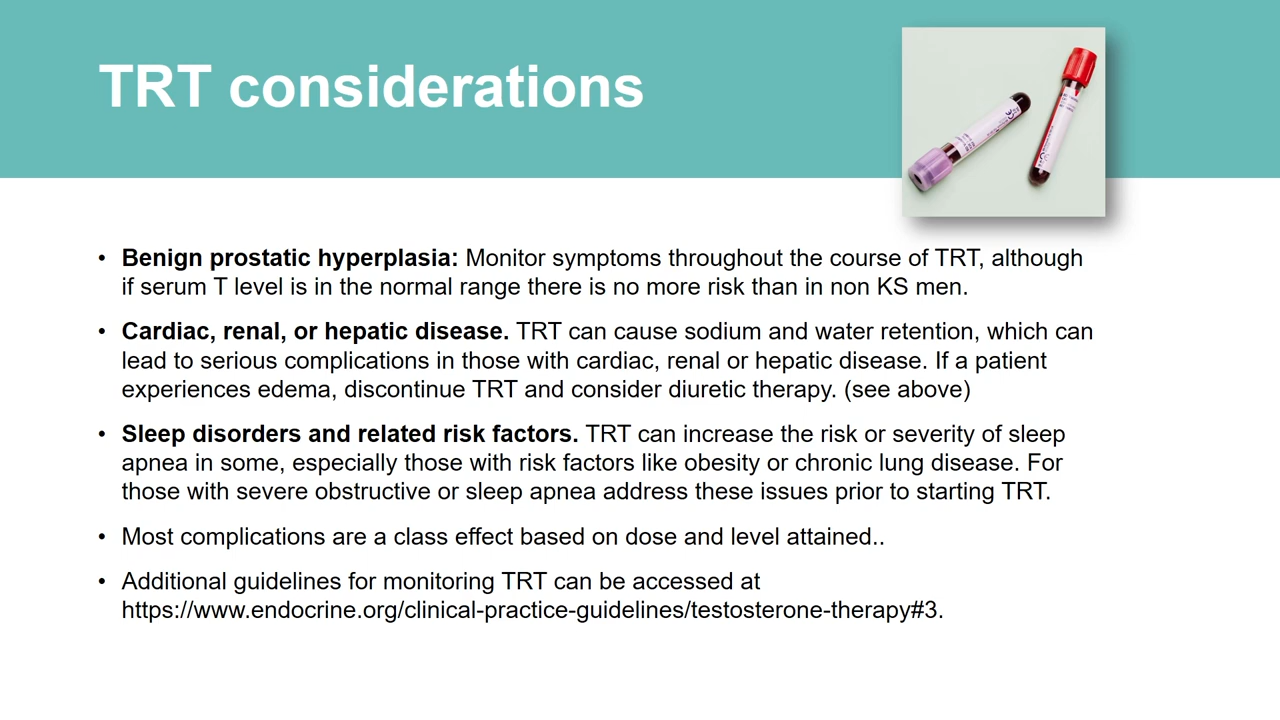 TRT considerations
• Benign prostatic hyperplasia: Monitor symptoms throughout the course of TRT, although
if serum T level is in the normal range there is no more risk than in non KS men.
• Cardiac, renal, or hepatic disease. TRT can cause sodium and water retention, which can
lead to serious complications in those with cardiac, renal or hepatic disease. If a patient
experiences edema, discontinue TRT and consider diuretic therapy. (see above)
• Sleep disorders and related risk factors. TRT can increase the risk or severity of sleep
apnea in some, especially those with risk factors like obesity or chronic lung disease. For
those with severe obstructive or sleep apnea address these issues prior to starting TRT.
• Most complications are a class effect based on dose and level attained..
• Additional guidelines for monitoring TRT can be accessed at
https://www.endocrine.org/clinical-practice-guidelines/testosterone-therapy#3.